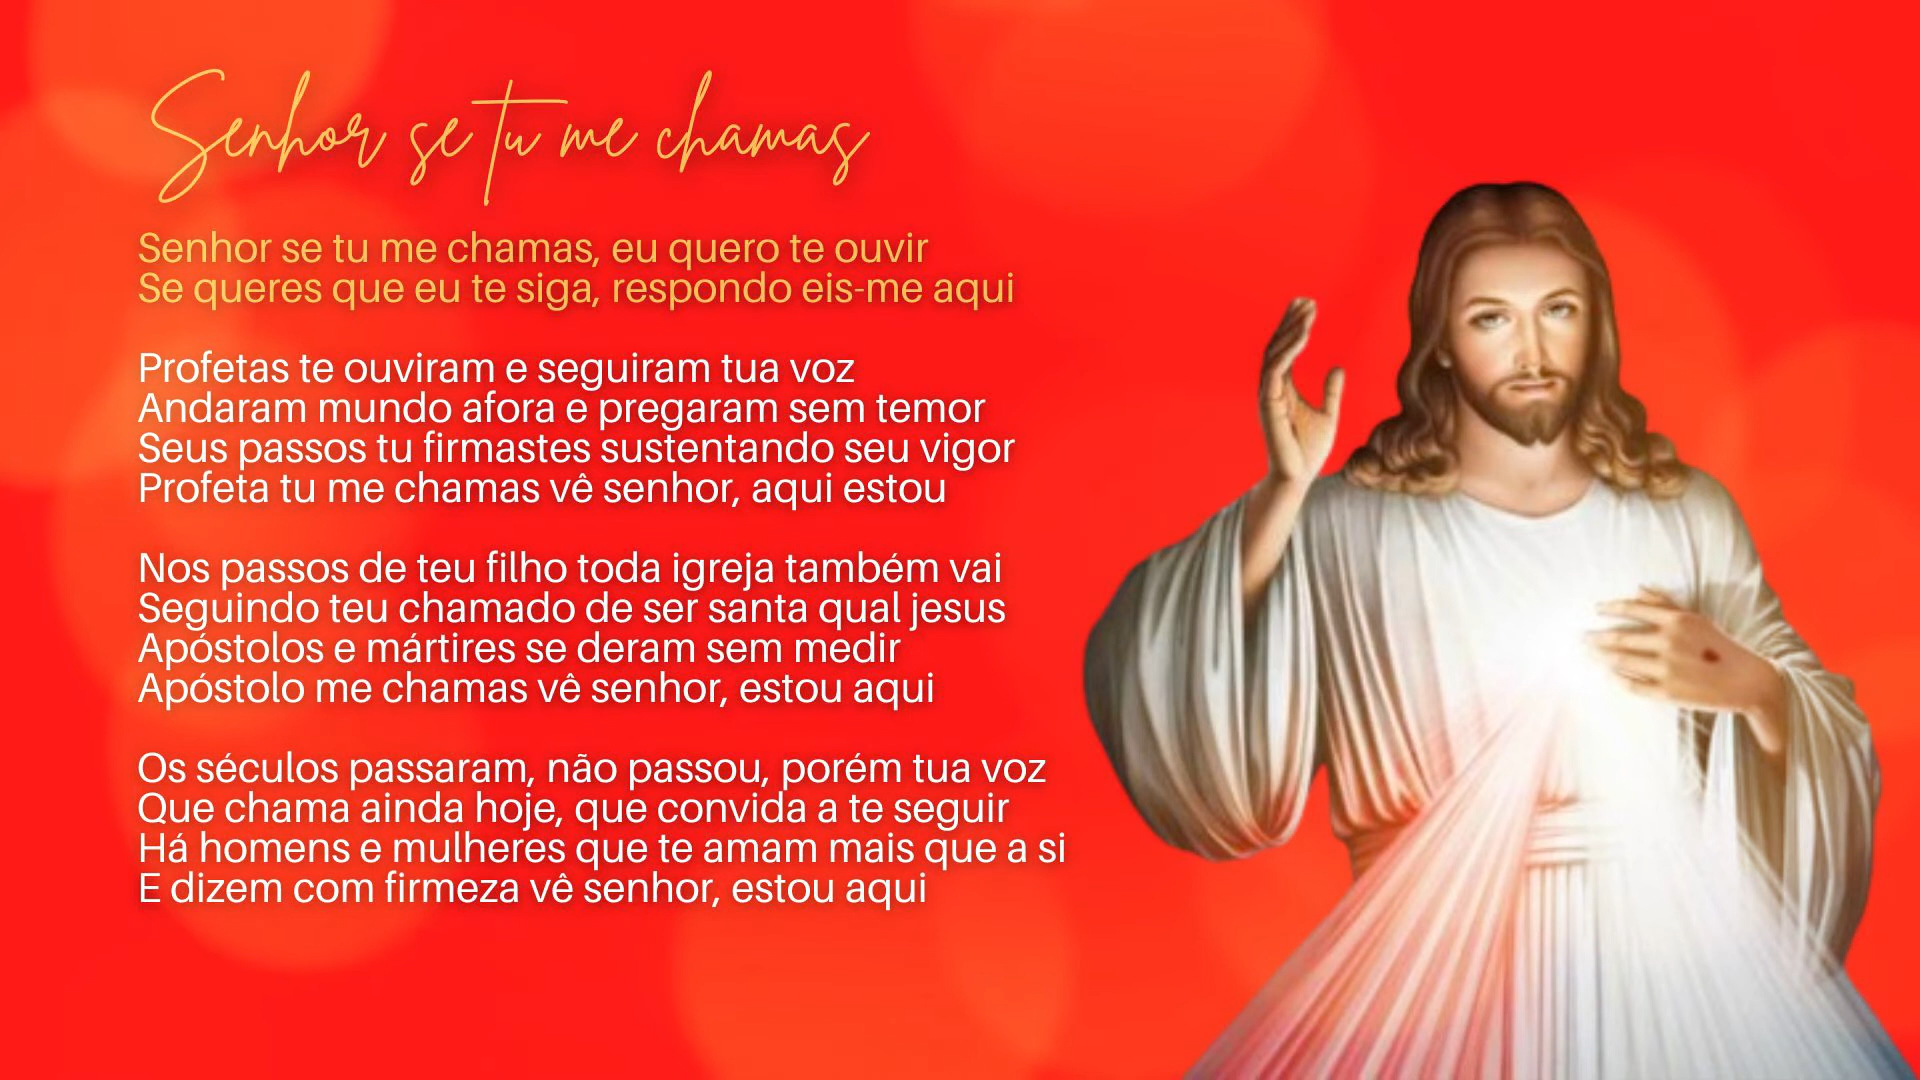 Senhor se tu me chamas
Senhor se tu me chamas, eu quero te ouvir
Se queres que eu te siga, respondo eis-me aqui
Profetas te ouviram e seguiram tua voz
Andaram mundo afora e pregaram sem temor
Seus passos tu firmastes sustentando seu vigor
Profeta tu me chamas vê senhor, aqui estou
Nos passos de teu filho toda igreja também vai
Seguindo teu chamado de ser santa qual jesus
Apóstolos e mártires se deram sem medir
Apóstolo me chamas vê senhor, estou aqui
Os séculos passaram, não passou, porém tua voz
Que chama ainda hoje, que convida a te seguir
Há homens e mulheres que te amam mais que a si
E dizem com firmeza vê senhor, estou aqui